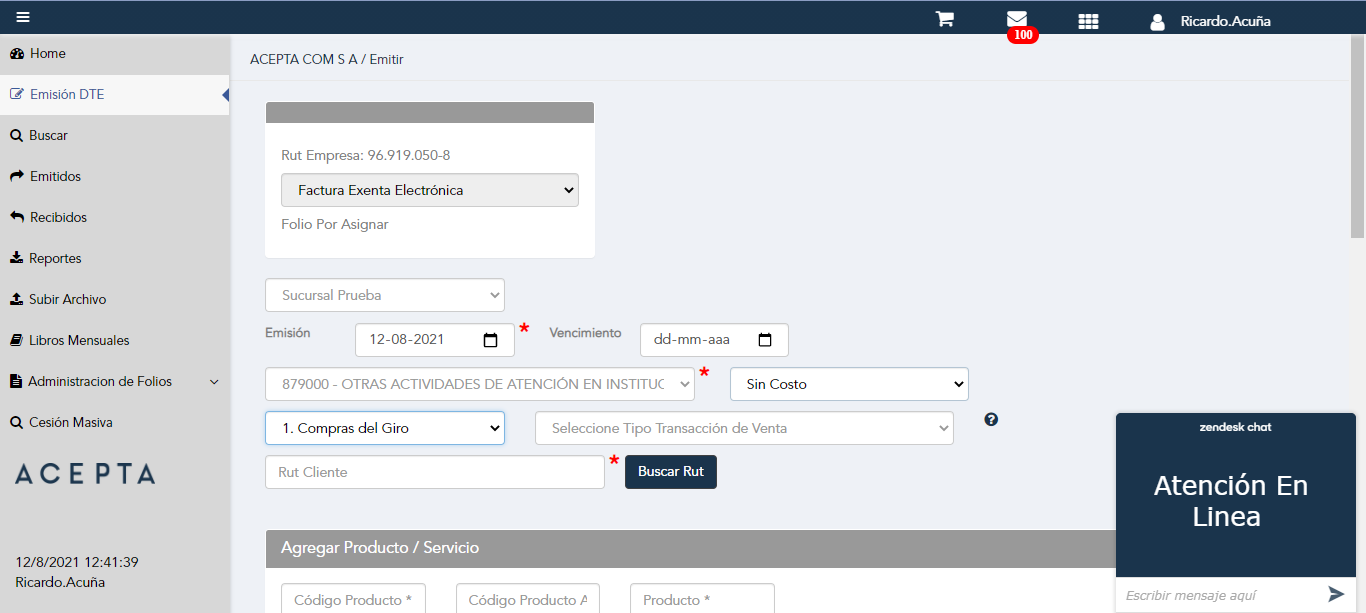 100
Ricardo.Acuña
Home
Emisión DTE
Buscar
Emitidos
Recibidos
Reportes
Subir Archivo
Libros Mensuales
Administracion de Folios
Cesión Masiva
ACEPTA
12/8/2021 12:41:39
Ricardo.Acuña
ACEPTA COM S A / Emitir
Rut Empresa: 96.919.050-8
Factura Exenta Electrónica
Folio Por Asignar
Sucursal Prueba
Emisión 12-08-2021 * Vencimiento dd-mm-aaa
879000 - OTRAS ACTIVIDADES DE ATENCIÓN EN INSTITUC * Sin Costo
1. Compras del Giro Seleccione Tipo Transacción de Venta ?
Rut Cliente * Buscar Rut
Agregar Producto / Servicio
Código Producto * Código Producto A Producto *
zendesk chat
Atención En
Linea
Escribir mensaje aquí